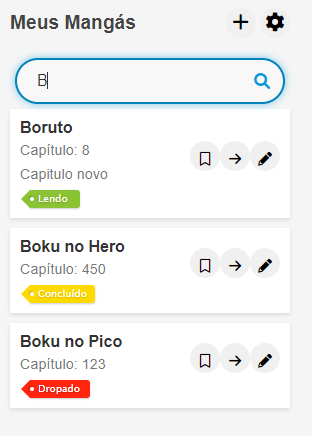 Meus Mangás
B
Boruto
Capítulo: 8
Capitulo novo
Lendo
Boku no Hero
Capítulo: 450
Concluído
Boku no Pico
Capítulo: 123
Dropado